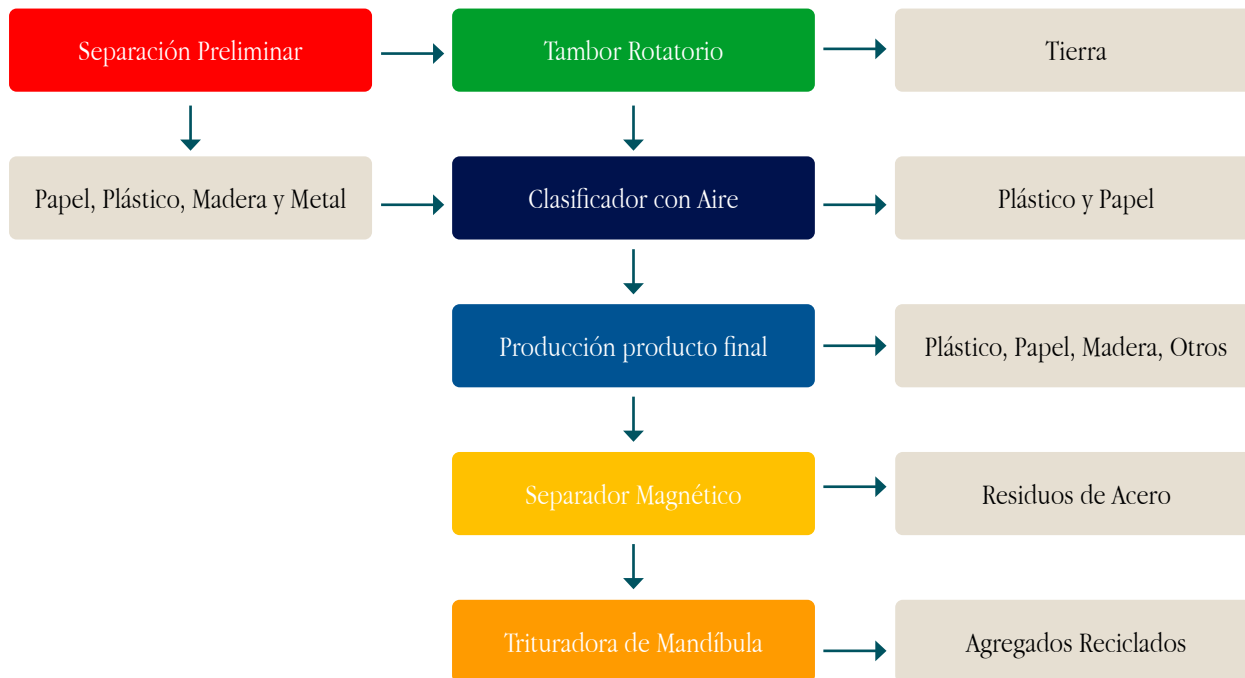 Separación Preliminar
Tambor Rotatorio
Tierra
Papel, Plástico, Madera y Metal
Clasificador con Aire
Plástico y Papel
Producción producto final
Plástico, Papel, Madera, Otros
Separador Magnético
Residuos de Acero
Trituradora de Mandíbula
Agregados Reciclados